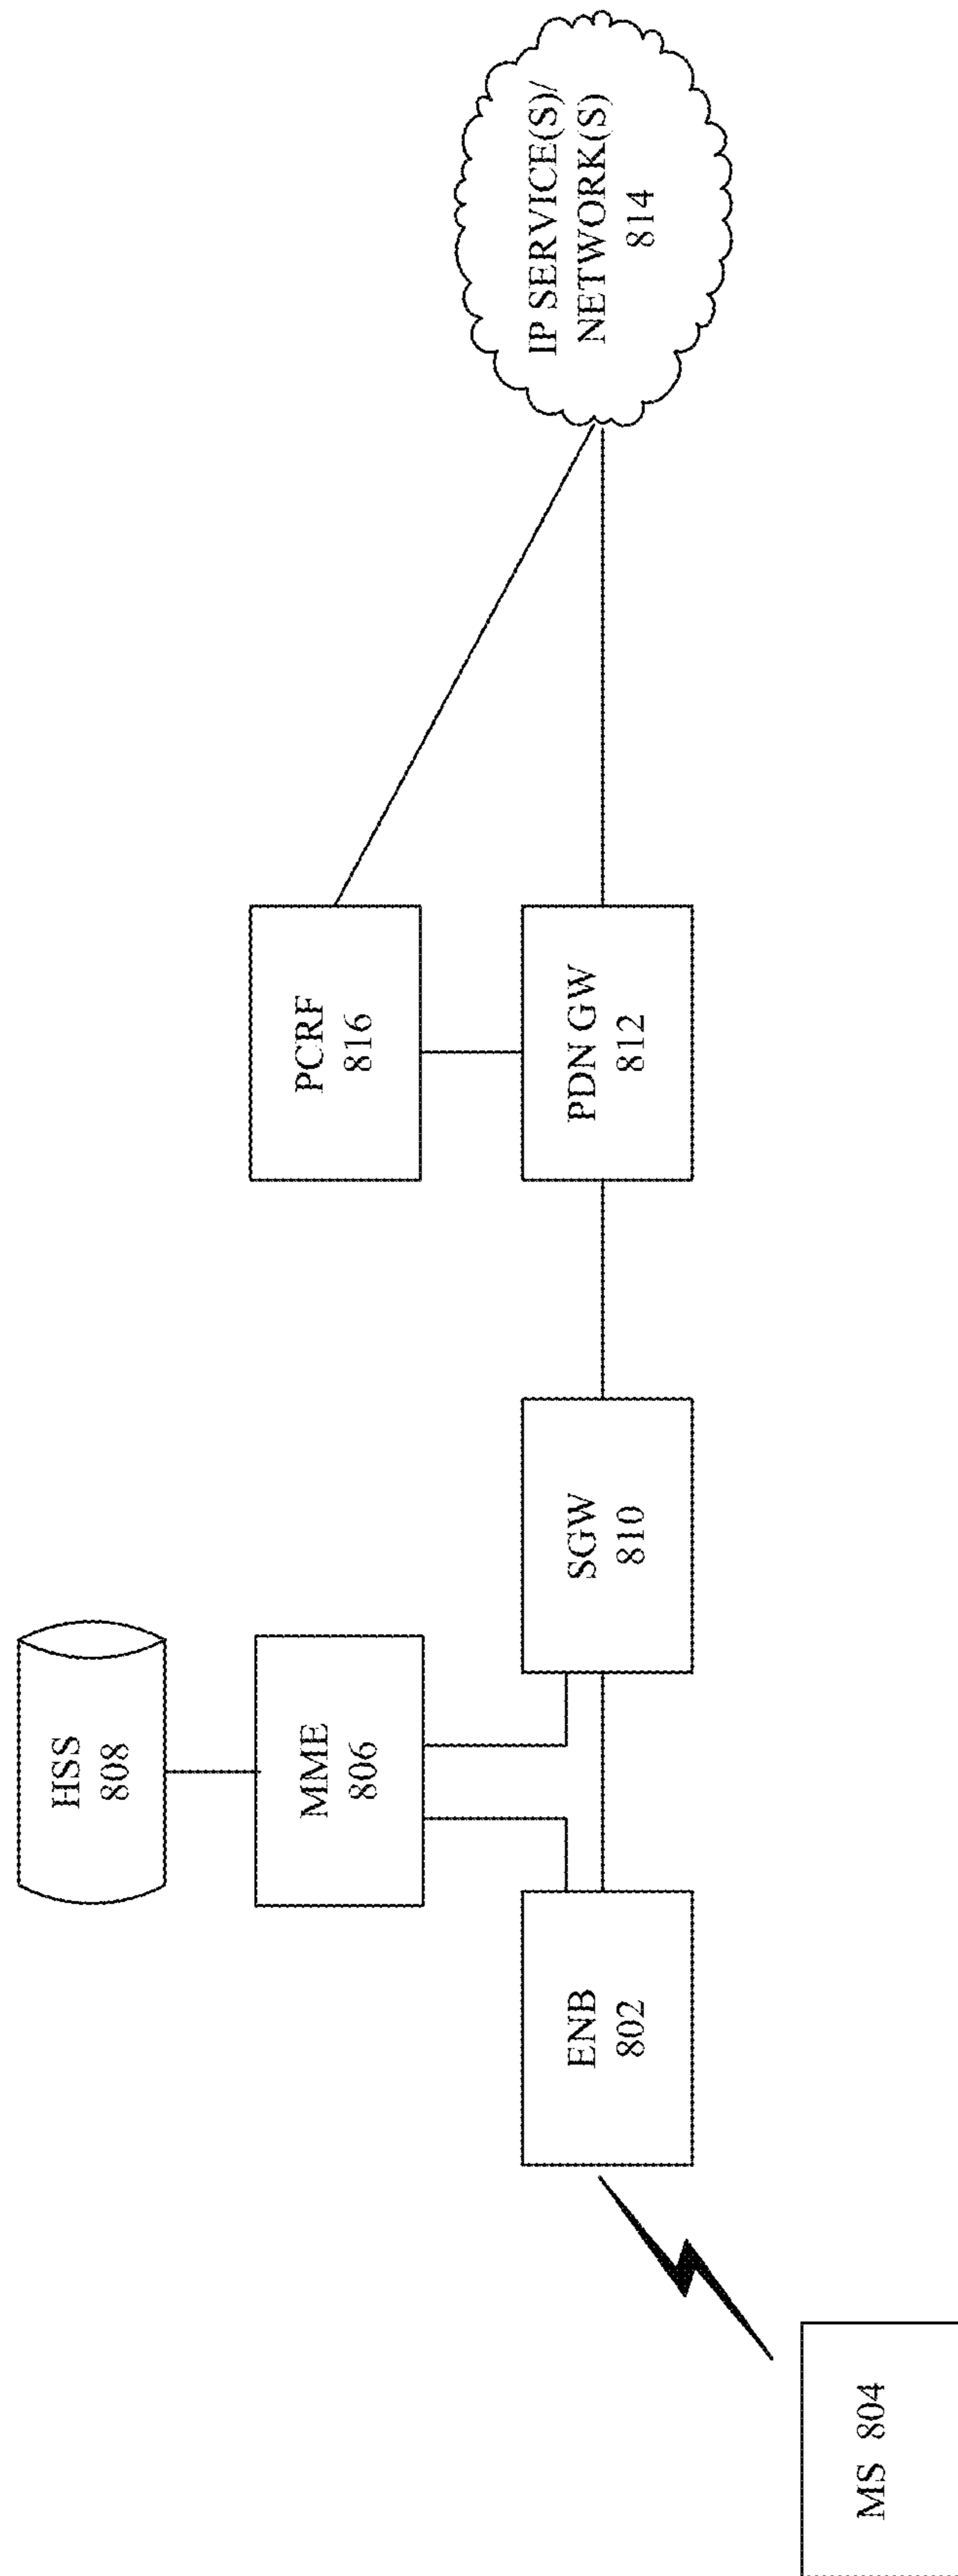 HSS
808
MME
806
PCRF
816
IP SERVICE(S)/
NETWORK(S)
814
ENB
802
SGW
810
PDN GW
812
MS 804